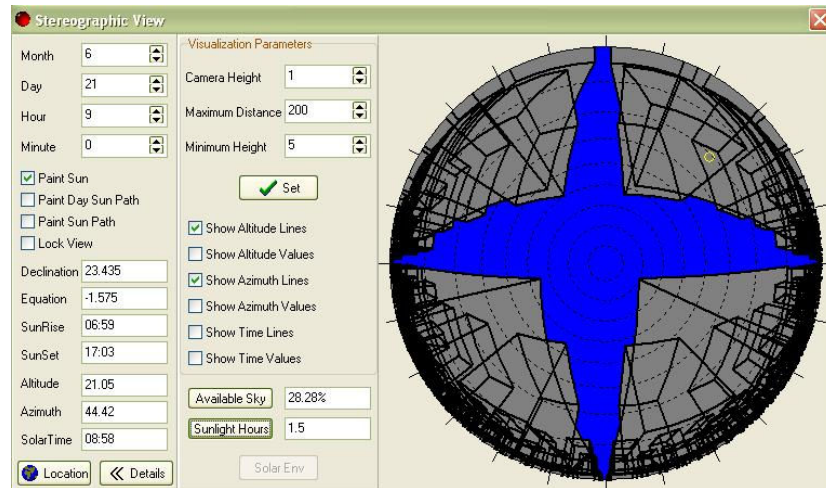 Stereographic View
Month 6
Day 21
Hour 9
Minute 0
Paint Sun
Paint Day Sun Path
Paint Sun Path
Lock View
Declination 23.435
Equation -1.575
SunRise 06:59
SunSet 17:03
Altitude 21.05
Azimuth 44.42
SolarTime 08:58
Location
Details
Visualization Parameters
Camera Height 1
Maximum Distance 200
Minimum Height 5
Set
Show Altitude Lines
Show Altitude Values
Show Azimuth Lines
Show Azimuth Values
Show Time Lines
Show Time Values
Available Sky 28.28%
Sunlight Hours 1.5
Solar Env